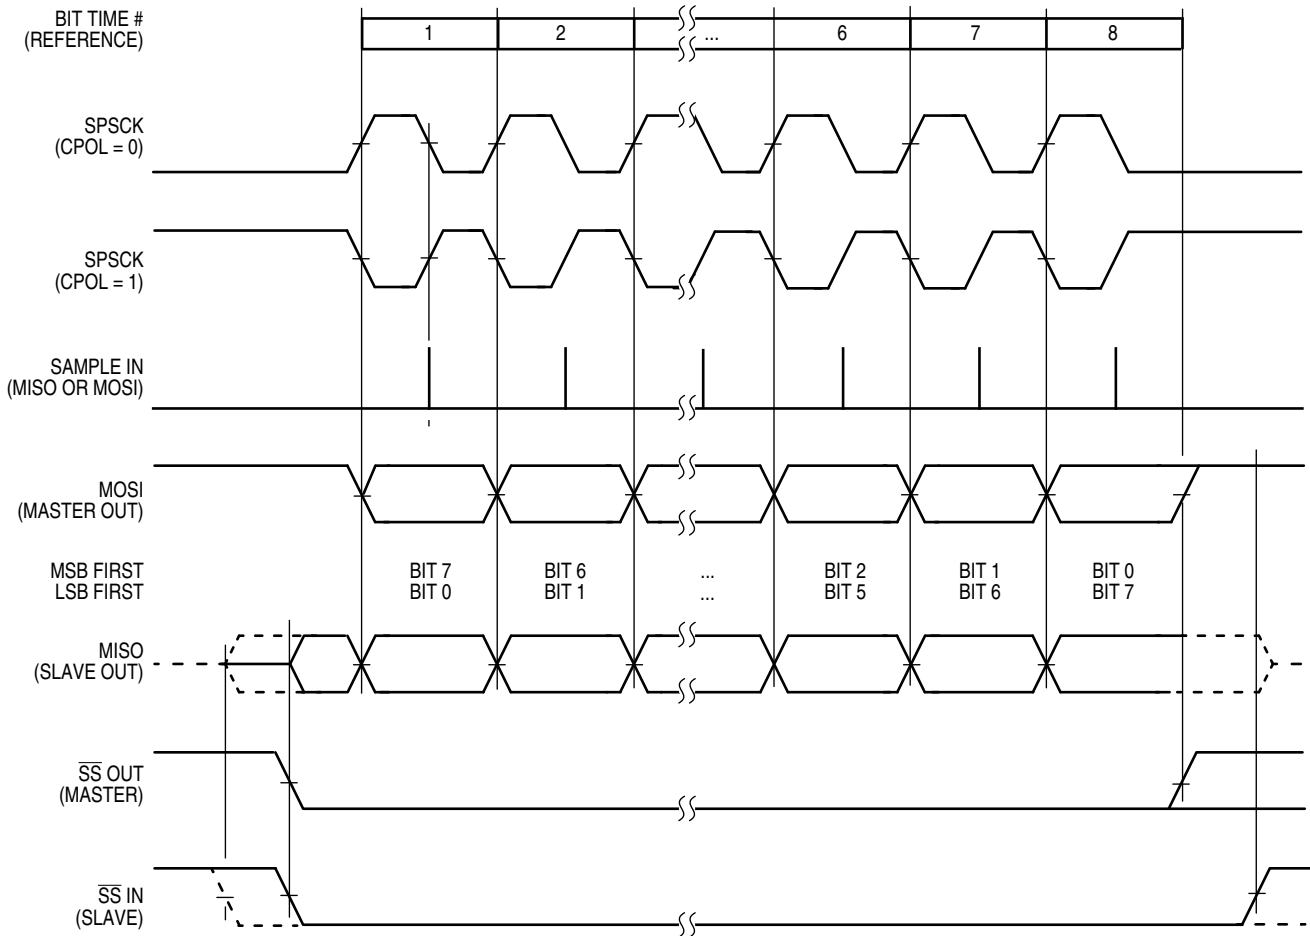 BIT TIME #
(REFERENCE)
1 2 ... 6 7 8
SPSCK
(CPOL = 0)
SPSCK
(CPOL = 1)
SAMPLE IN
(MISO OR MOSI)
MOSI
(MASTER OUT)
MSB FIRST BIT 7 BIT 6 ... BIT 2 BIT 1 BIT 0
LSB FIRST BIT 0 BIT 1 ... BIT 5 BIT 6 BIT 7
MISO
(SLAVE OUT)
S̅S̅ OUT
(MASTER)
S̅S̅ IN
(SLAVE)